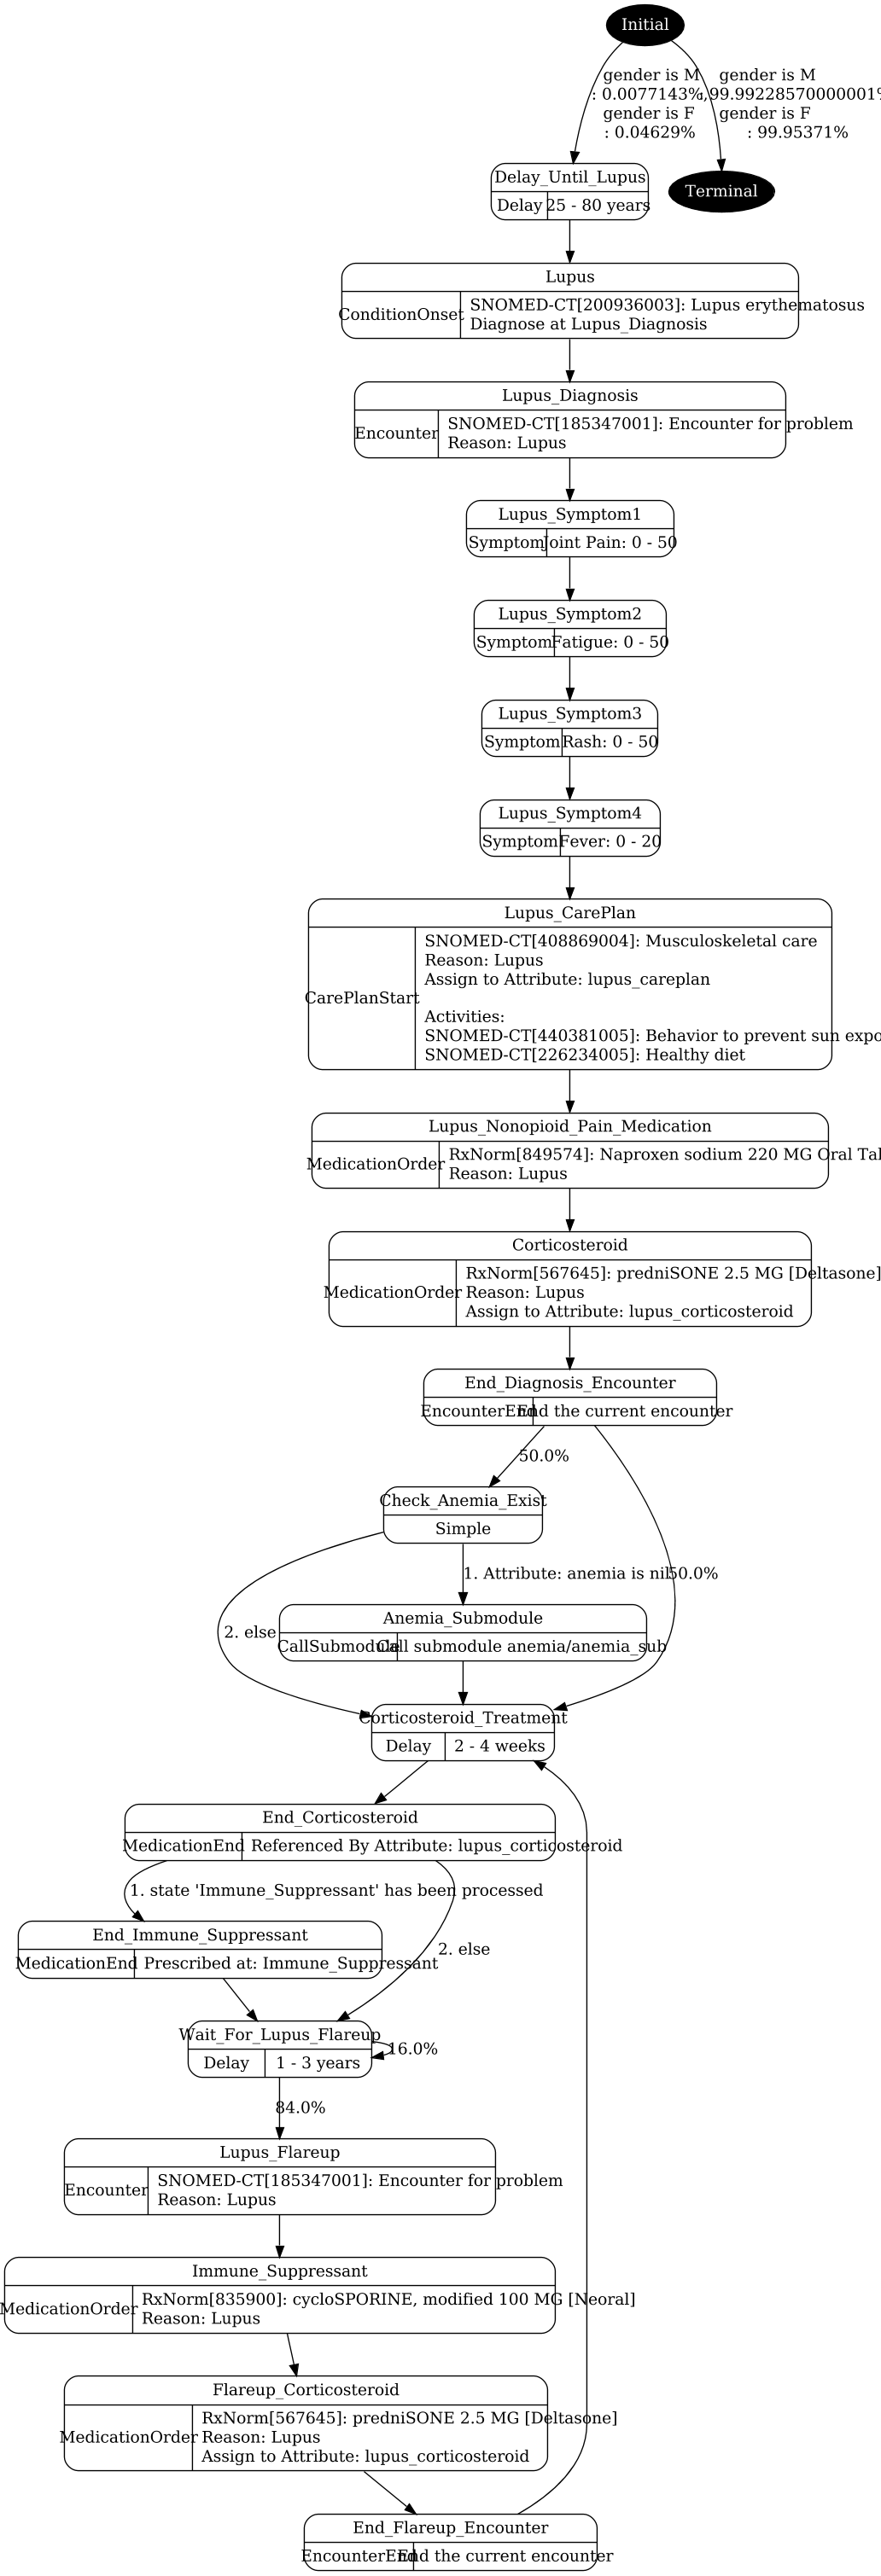 Initial
gender is M
: 0.0077143%
gender is F
: 0.04629%
gender is M
: 99.99228570000001%
gender is F
: 99.95371%
Delay_Until_Lupus
Delay 25 - 80 years
Terminal
Lupus
ConditionOnset
SNOMED-CT[200936003]: Lupus erythematosus
Diagnose at Lupus_Diagnosis
Lupus_Diagnosis
Encounter
SNOMED-CT[185347001]: Encounter for problem
Reason: Lupus
Lupus_Symptom1
Symptom Joint Pain: 0 - 50
Lupus_Symptom2
Symptom Fatigue: 0 - 50
Lupus_Symptom3
Symptom Rash: 0 - 50
Lupus_Symptom4
Symptom Fever: 0 - 20
Lupus_CarePlan
CarePlanStart
SNOMED-CT[408869004]: Musculoskeletal care
Reason: Lupus
Assign to Attribute: lupus_careplan
Activities:
SNOMED-CT[440381005]: Behavior to prevent sun expo
SNOMED-CT[226234005]: Healthy diet
Lupus_Nonopioid_Pain_Medication
MedicationOrder
RxNorm[849574]: Naproxen sodium 220 MG Oral Tal
Reason: Lupus
Corticosteroid
MedicationOrder
RxNorm[567645]: predniSONE 2.5 MG [Deltasone]
Reason: Lupus
Assign to Attribute: lupus_corticosteroid
End_Diagnosis_Encounter
EncounterEnd End the current encounter
50.0%
Check_Anemia_Exist
Simple
1. Attribute: anemia is nil
50.0%
2. else
Anemia_Submodule
CallSubmodule Call submodule anemia/anemia_sub
Corticosteroid_Treatment
Delay 2 - 4 weeks
End_Corticosteroid
MedicationEnd Referenced By Attribute: lupus_corticosteroid
1. state 'Immune_Suppressant' has been processed
End_Immune_Suppressant
MedicationEnd Prescribed at: Immune_Suppressant
2. else
Wait_For_Lupus_Flareup
Delay 1 - 3 years
16.0%
84.0%
Lupus_Flareup
Encounter
SNOMED-CT[185347001]: Encounter for problem
Reason: Lupus
Immune_Suppressant
MedicationOrder
RxNorm[835900]: cycloSPORINE, modified 100 MG [Neoral]
Reason: Lupus
Flareup_Corticosteroid
MedicationOrder
RxNorm[567645]: predniSONE 2.5 MG [Deltasone]
Reason: Lupus
Assign to Attribute: lupus_corticosteroid
End_Flareup_Encounter
EncounterEnd End the current encounter